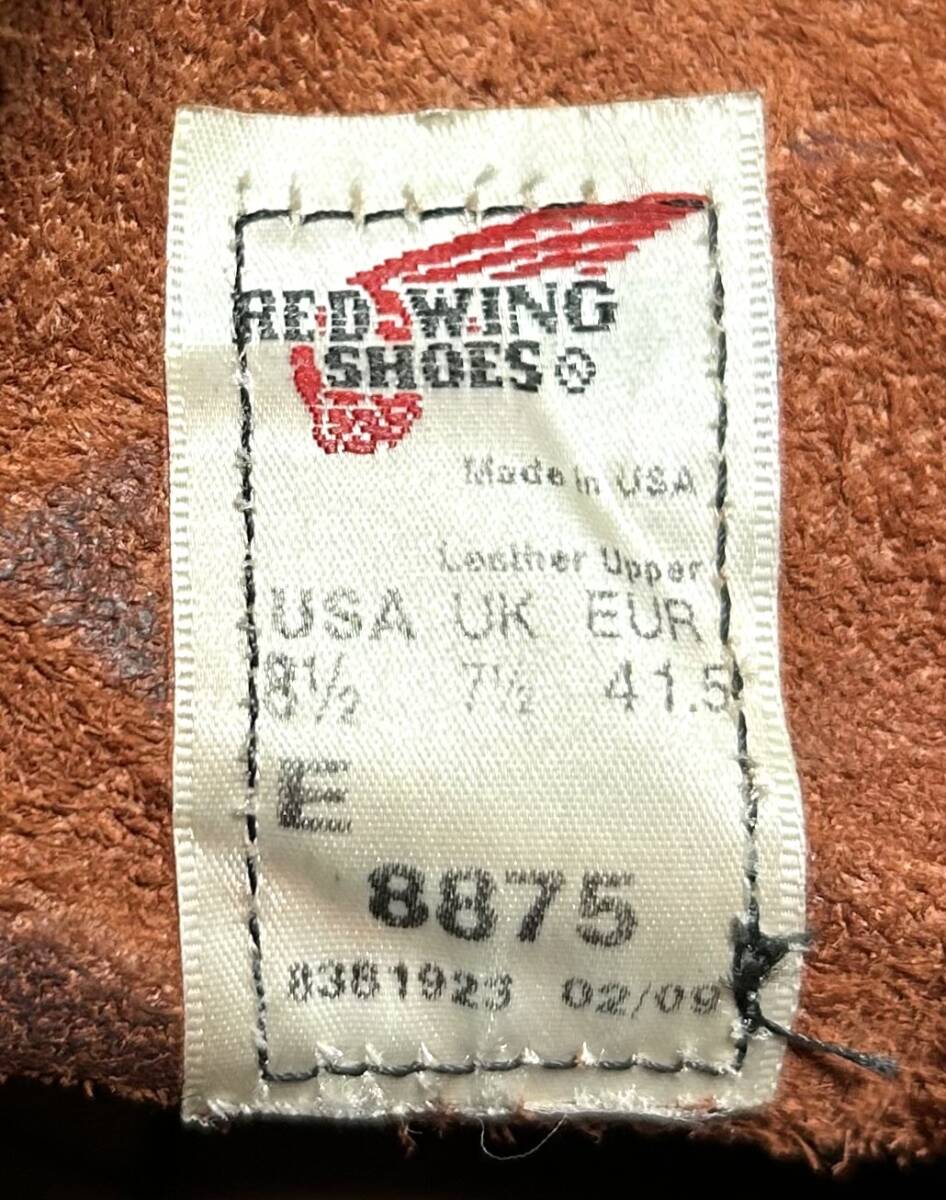 RED WING
SHOES ®
Made in USA
Leather Upper
USA UK EUR
8½ 7½ 41.5
E
8875
8381923 02/09